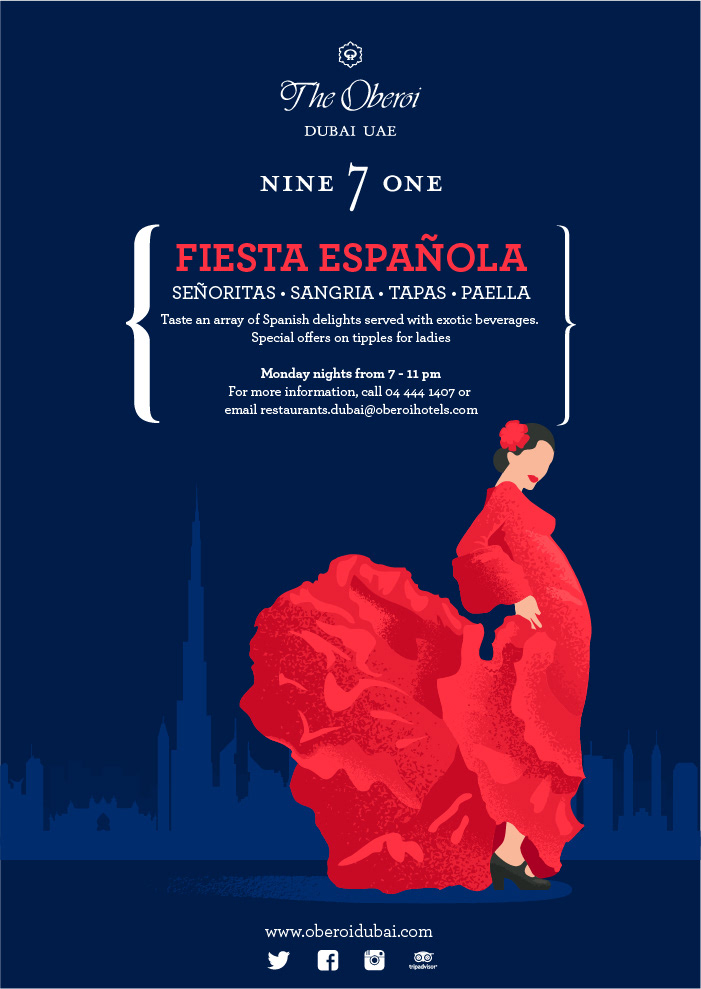 The Oberoi
DUBAI UAE
NINE 7 ONE
FIESTA ESPAÑOLA
SEÑORITAS • SANGRIA • TAPAS • PAELLA
Taste an array of Spanish delights served with exotic beverages.
Special offers on tipples for ladies
Monday nights from 7 - 11 pm
For more information, call 04 444 1407 or
email restaurants.dubai@oberoihotels.com
www.oberoidubai.com
tripadvisor